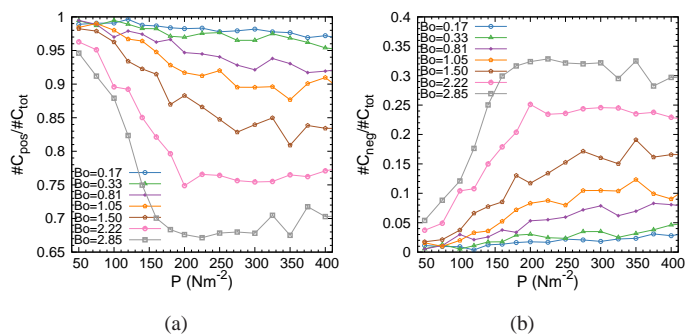 1
0.95
0.9
0.85
0.8
0.75
0.7
0.65
#C_pos/#C_tot
Bo=0.17
Bo=0.33
Bo=0.81
Bo=1.05
Bo=1.50
Bo=2.22
Bo=2.85
50 100 150 200 250 300 350 400
P (Nm^-2)
(a)
0.4
0.35
0.3
0.25
0.2
0.15
0.1
0.05
0
#C_neg/#C_tot
Bo=0.17
Bo=0.33
Bo=0.81
Bo=1.05
Bo=1.50
Bo=2.22
Bo=2.85
50 100 150 200 250 300 350 400
P (Nm^-2)
(b)